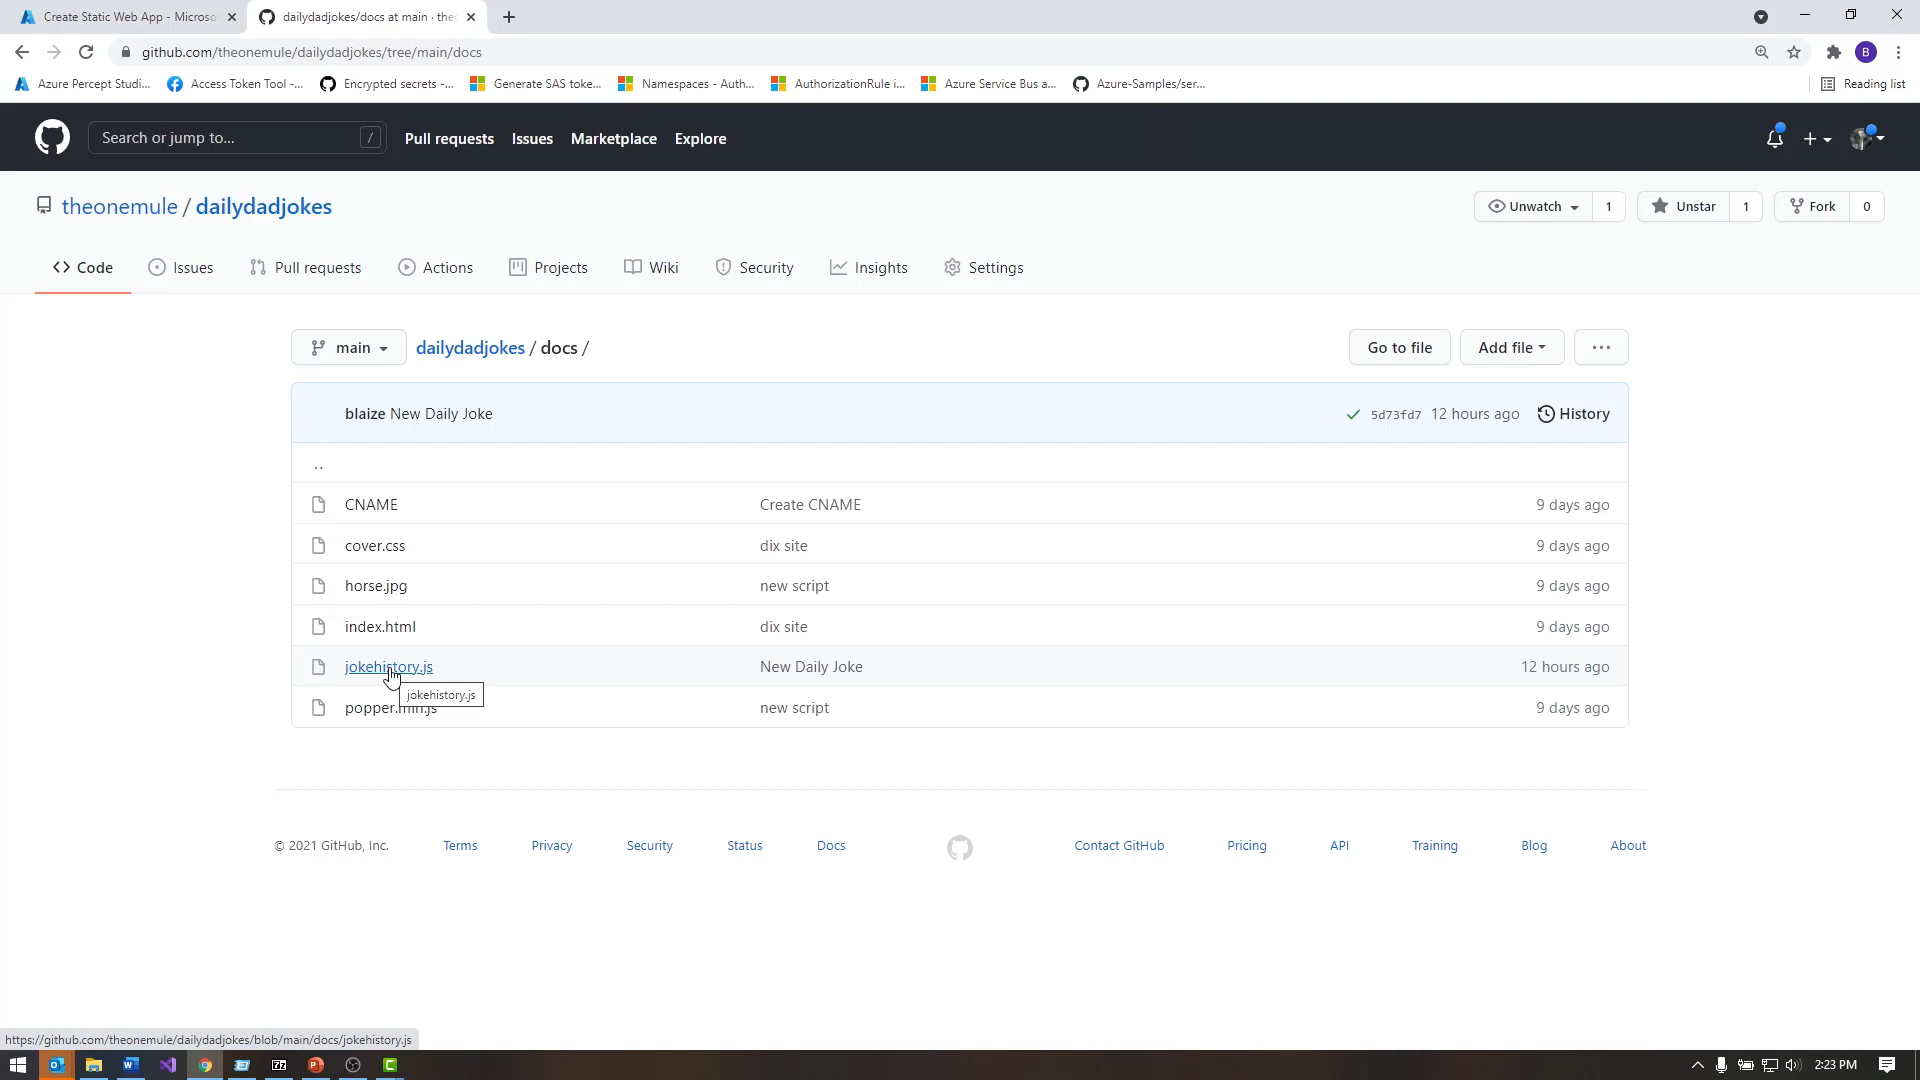 Create Static Web App - Microso
dailydadjokes/docs at main · theo
github.com/theonemule/dailydadjokes/tree/main/docs
B
Azure Percept Studi...
Access Token Tool -...
Encrypted secrets -...
Generate SAS toke...
Namespaces - Auth...
AuthorizationRule i...
Azure Service Bus a...
Azure-Samples/ser...
Reading list
Search or jump to...
/
Pull requests
Issues
Marketplace
Explore
theonemule / dailydadjokes
Unwatch
1
Unstar
1
Fork
0
Code
Issues
Pull requests
Actions
Projects
Wiki
Security
Insights
Settings
main
dailydadjokes / docs /
Go to file
Add file
blaize New Daily Joke
5d73fd7
12 hours ago
History
..
CNAME
Create CNAME
9 days ago
cover.css
dix site
9 days ago
horse.jpg
new script
9 days ago
index.html
dix site
9 days ago
jokehistory.js
New Daily Joke
12 hours ago
jokehistory.js
popper.min.js
new script
9 days ago
© 2021 GitHub, Inc.
Terms
Privacy
Security
Status
Docs
Contact GitHub
Pricing
API
Training
Blog
About
https://github.com/theonemule/dailydadjokes/blob/main/docs/jokehistory.js
2:23 PM